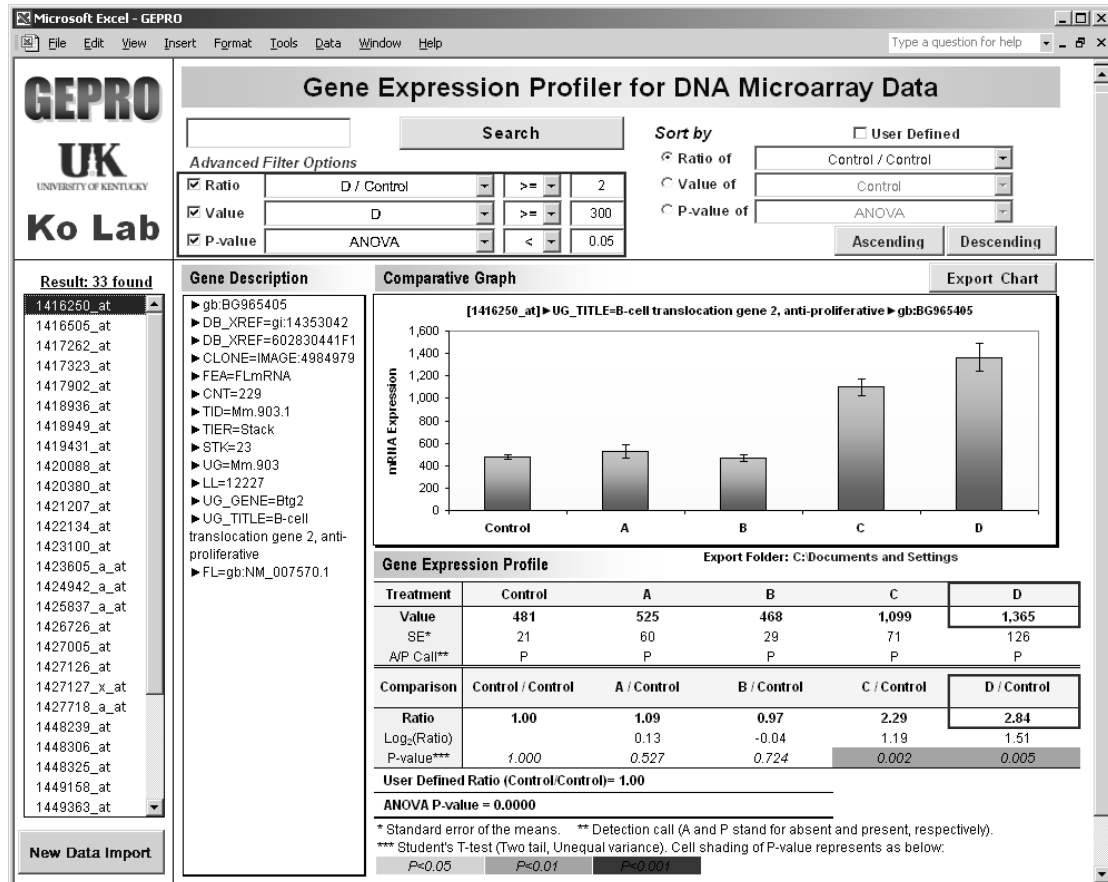 Microsoft Excel - GEPRO
File Edit View Insert Format Tools Data Window Help
Type a question for help
GEPRO
UK
UNIVERSITY OF KENTUCKY
Ko Lab
Gene Expression Profiler for DNA Microarray Data
Search
Advanced Filter Options
Ratio D / Control >= 2
Value D >= 300
P-value ANOVA < 0.05
Sort by User Defined
Ratio of Control / Control
Value of Control
P-value of ANOVA
Ascending Descending
Result: 33 found
1416250_at
1416505_at
1417262_at
1417323_at
1417902_at
1418936_at
1418949_at
1419431_at
1420088_at
1420380_at
1421207_at
1422134_at
1423100_at
1423605_a_at
1424942_a_at
1425837_a_at
1426726_at
1427005_at
1427126_at
1427127_x_at
1427718_a_at
1448239_at
1448306_at
1448325_at
1449158_at
1449363_at
New Data Import
Gene Description
►gb:BG965405
►DB_XREF=gi:14353042
►DB_XREF=602830441F1
►CLONE=IMAGE:4984979
►FEA=FLmRNA
►CNT=229
►TID=Mm.903.1
►TIER=Stack
►STK=23
►UG=Mm.903
►LL=12227
►UG_GENE=Btg2
►UG_TITLE=B-cell
translocation gene 2, anti-
proliferative
►FL=gb:NM_007570.1
Comparative Graph
Export Chart
[1416250_at]►UG_TITLE=B-cell translocation gene 2, anti-proliferative►gb:BG965405
mRNA Expression
1,600
1,400
1,200
1,000
800
600
400
200
0
Control A B C D
Gene Expression Profile
Export Folder: C:\Documents and Settings
Treatment Control A B C D
Value 481 525 468 1,099 1,365
SE* 21 60 29 71 126
A/P Call** P P P P P
Comparison Control / Control A / Control B / Control C / Control D / Control
Ratio 1.00 1.09 0.97 2.29 2.84
Log₂(Ratio) 0.13 -0.04 1.19 1.51
P-value*** 1.000 0.527 0.724 0.002 0.005
User Defined Ratio (Control/Control)= 1.00
ANOVA P-value = 0.0000
* Standard error of the means. ** Detection call (A and P stand for absent and present, respectively).
*** Student's T-test (Two tail, Unequal variance). Cell shading of P-value represents as below:
P<0.05 P<0.01 P<0.001